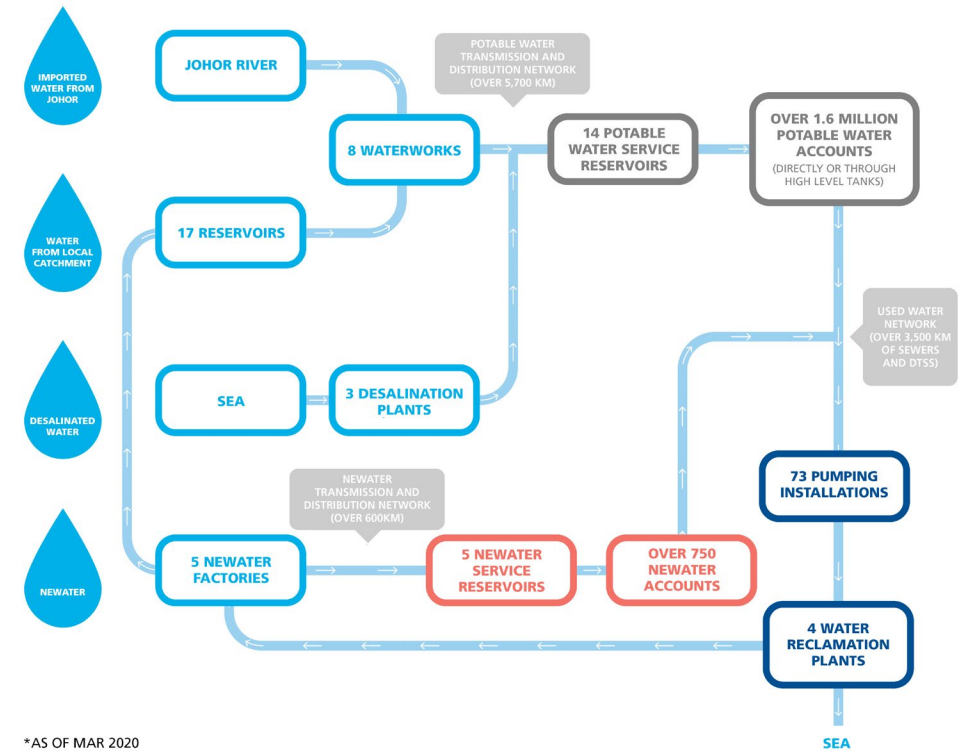 IMPORTED
WATER FROM
JOHOR
JOHOR RIVER
POTABLE WATER
TRANSMISSION AND
DISTRIBUTION NETWORK
(OVER 5,700 KM)
8 WATERWORKS
14 POTABLE
WATER SERVICE
RESERVOIRS
OVER 1.6 MILLION
POTABLE WATER
ACCOUNTS
(DIRECTLY OR THROUGH
HIGH LEVEL TANKS)
WATER
FROM LOCAL
CATCHMENT
17 RESERVOIRS
USED WATER
NETWORK
(OVER 3,500 KM
OF SEWERS
AND DTSS)
DESALINATED
WATER
SEA
3 DESALINATION
PLANTS
73 PUMPING
INSTALLATIONS
NEWATER
TRANSMISSION AND
DISTRIBUTION NETWORK
(OVER 600KM)
NEWATER
5 NEWATER
FACTORIES
5 NEWATER
SERVICE
RESERVOIRS
OVER 750
NEWATER
ACCOUNTS
4 WATER
RECLAMATION
PLANTS
SEA
*AS OF MAR 2020